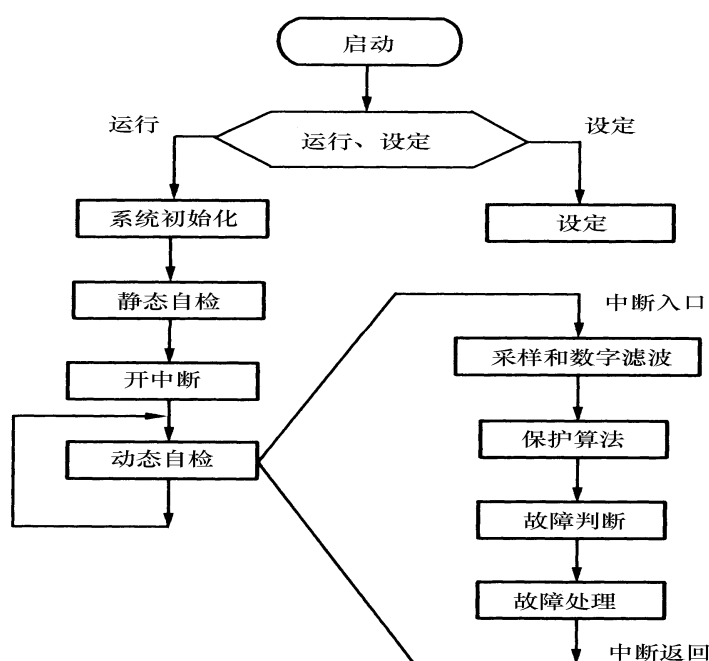 启动
运行
运行、设定
设定
系统初始化
设定
静态自检
中断入口
采样和数字滤波
开中断
保护算法
动态自检
故障判断
故障处理
中断返回